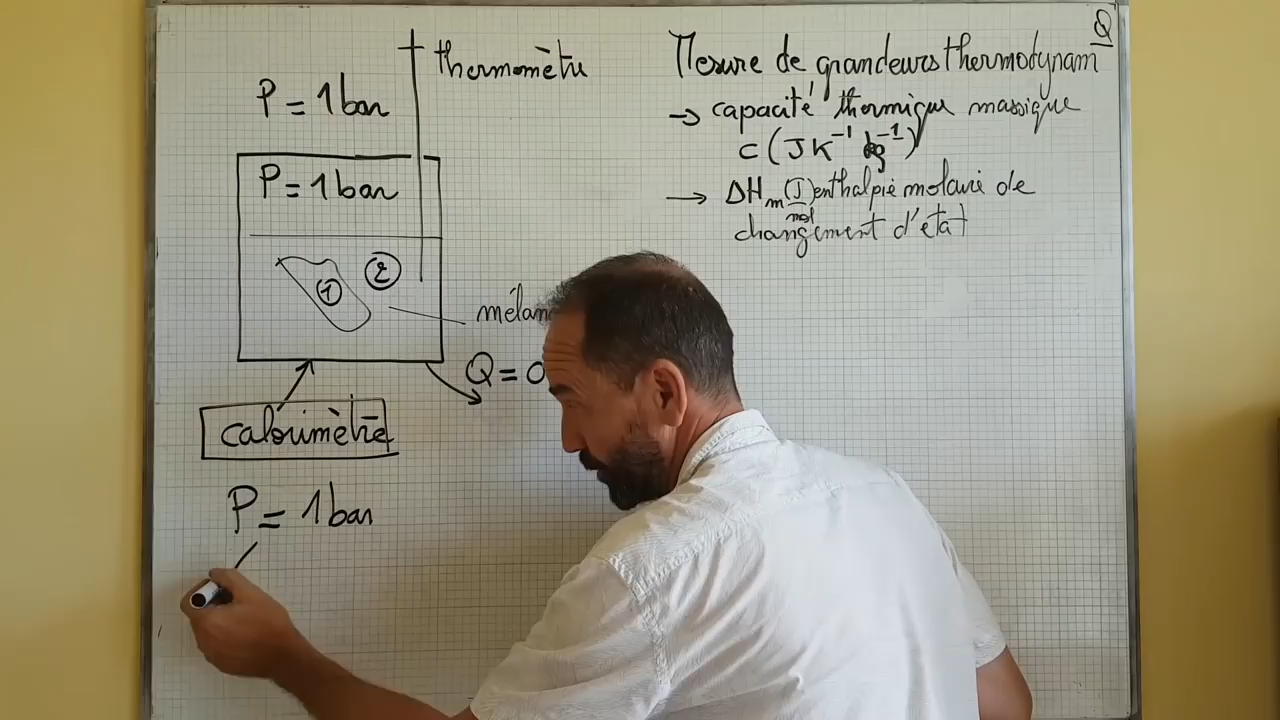 thermomètre
P = 1 bar
P = 1 bar
① ②
mélan
Q = 0
calorimètre
P = 1 bar
Q
Mesure de grandeurs thermodynam
→ capacité thermique massique
c (J K⁻¹ kg⁻¹)
→ ΔHm (J/mol) enthalpie molaire de
changement d'état